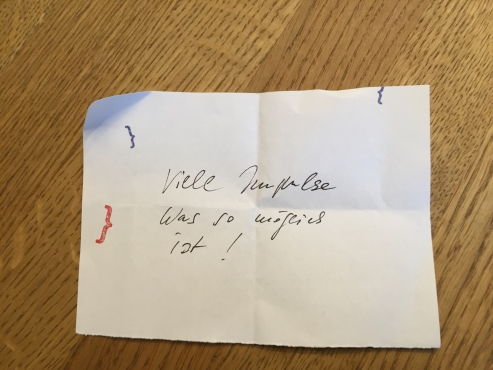 }
}
Viele Impulse
}
Was so möglich
ist !